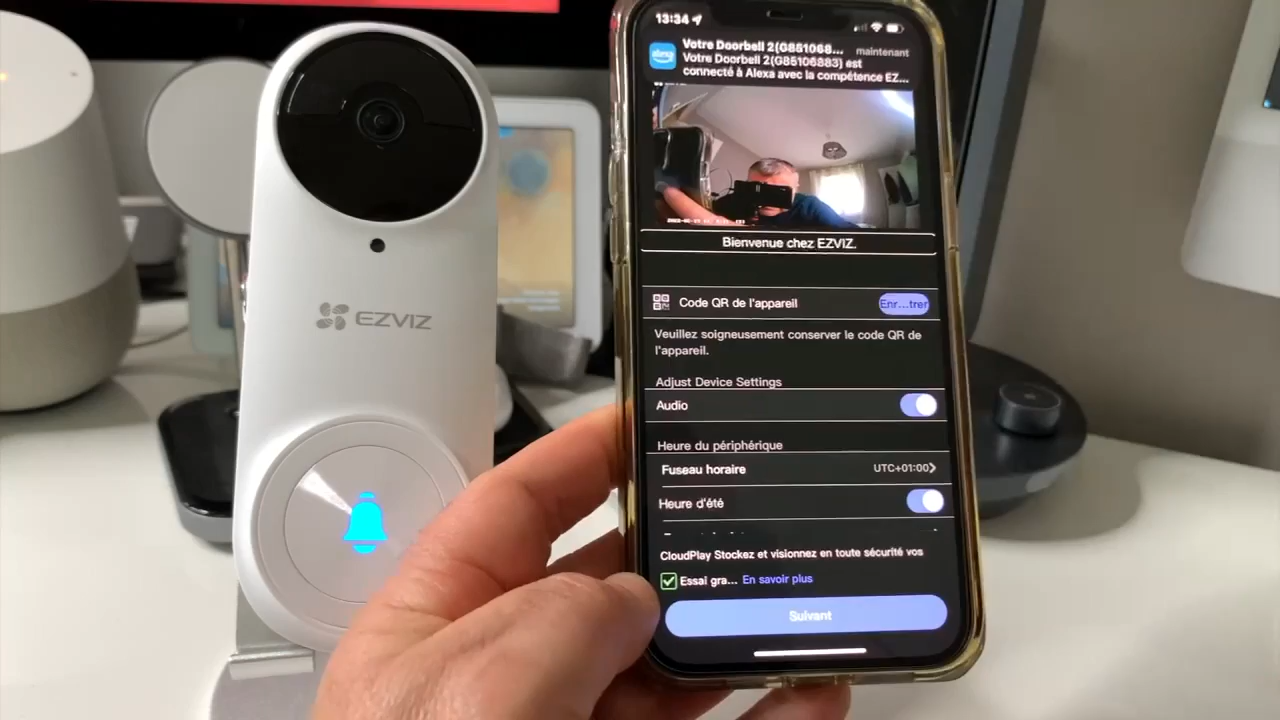 13:34
Votre Doorbell 2(G851068... maintenant
alexa
Votre Doorbell 2(G85106883) est
connecté à Alexa avec la compétence EZ...
Bienvenue chez EZVIZ.
EZVIZ
Code QR de l'appareil Enr...trer
Veuillez soigneusement conserver le code QR de
l'appareil.
Adjust Device Settings
Audio
Heure du périphérique
Fuseau horaire UTC+01:00>
Heure d'été
CloudPlay Stockez et visionnez en toute sécurité vos
Essai gra... En savoir plus
Suivant